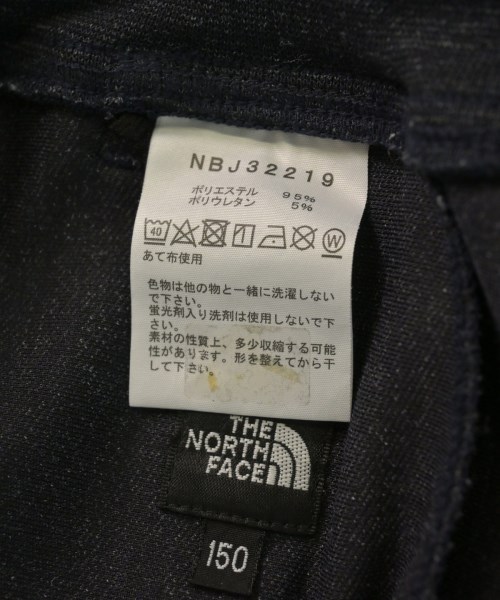 NBJ32219
ポリエステル 95%
ポリウレタン 5%
40
W
あて布使用
色物は他の物と一緒に洗濯しない
で下さい。
蛍光剤入り洗剤は使用しないで下
さい。
素材の性質上、多少収縮する可能
性があります。形を整えてから干
して下さい。
THE
NORTH
FACE
150